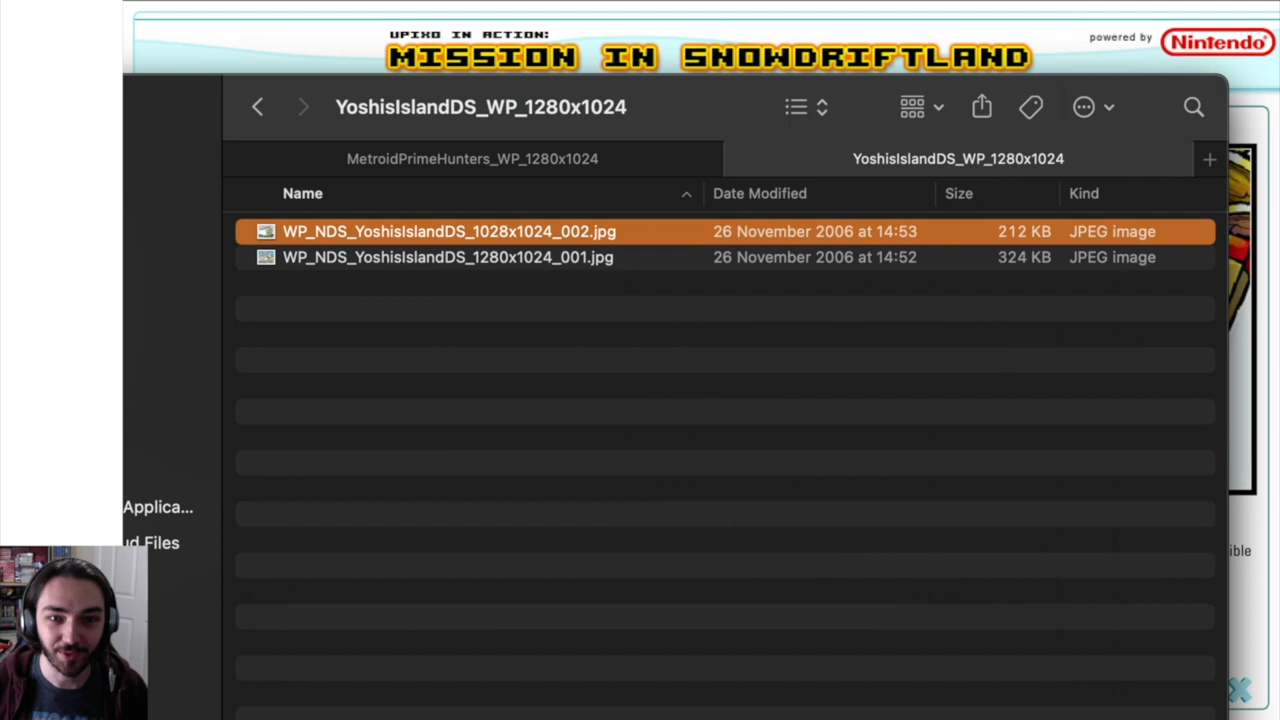 UPIXO IN ACTION:
MISSION IN SNOWDRIFTLAND
powered by Nintendo
YoshisIslandDS_WP_1280x1024
MetroidPrimeHunters_WP_1280x1024
YoshisIslandDS_WP_1280x1024
Name Date Modified Size Kind
WP_NDS_YoshisIslandDS_1028x1024_002.jpg 26 November 2006 at 14:53 212 KB JPEG image
WP_NDS_YoshisIslandDS_1280x1024_001.jpg 26 November 2006 at 14:52 324 KB JPEG image
Applica...
ud Files
ible